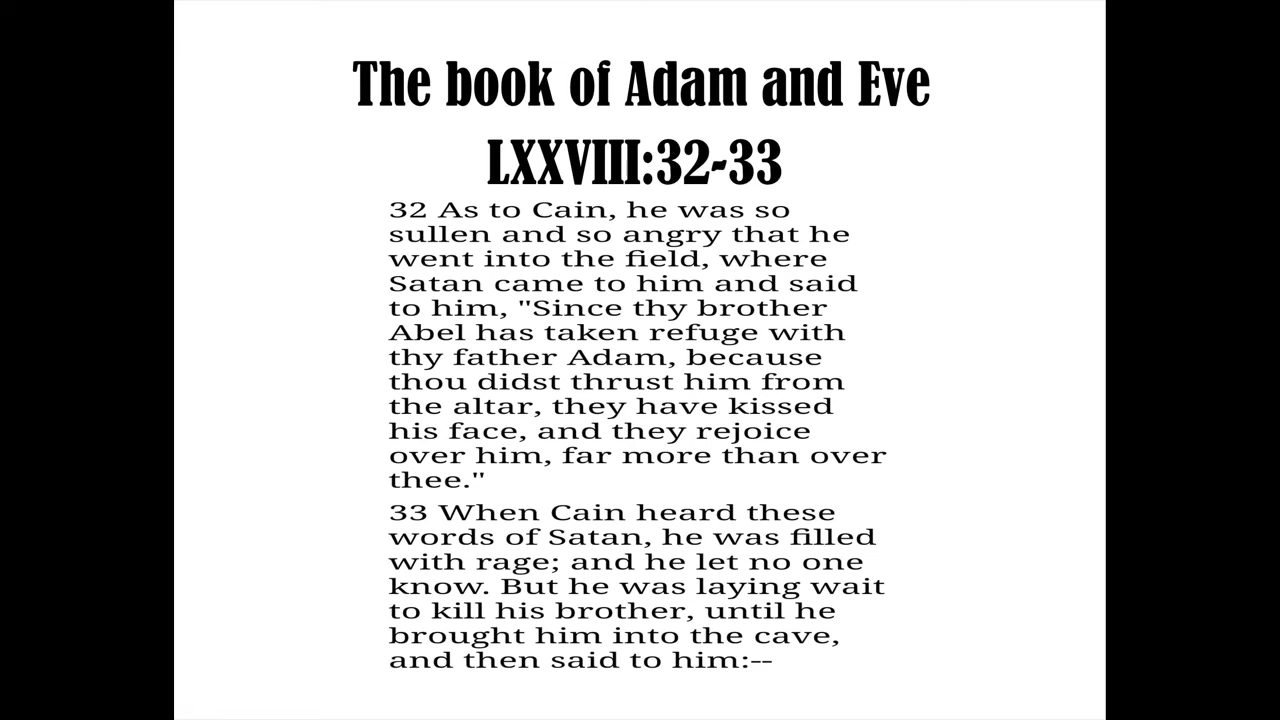 The book of Adam and Eve
LXXVIII:32-33
32 As to Cain, he was so
sullen and so angry that he
went into the field, where
Satan came to him and said
to him, "Since thy brother
Abel has taken refuge with
thy father Adam, because
thou didst thrust him from
the altar, they have kissed
his face, and they rejoice
over him, far more than over
thee."
33 When Cain heard these
words of Satan, he was filled
with rage; and he let no one
know. But he was laying wait
to kill his brother, until he
brought him into the cave,
and then said to him:--